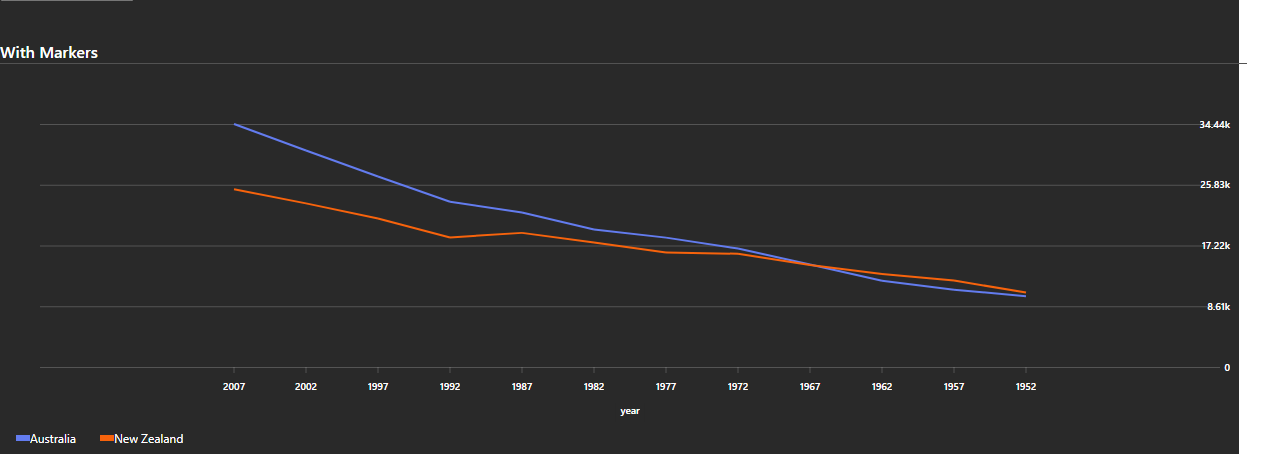 With Markers
34.44k
25.83k
17.22k
8.61k
0
2007 2002 1997 1992 1987 1982 1977 1972 1967 1962 1957 1952
year
Australia New Zealand